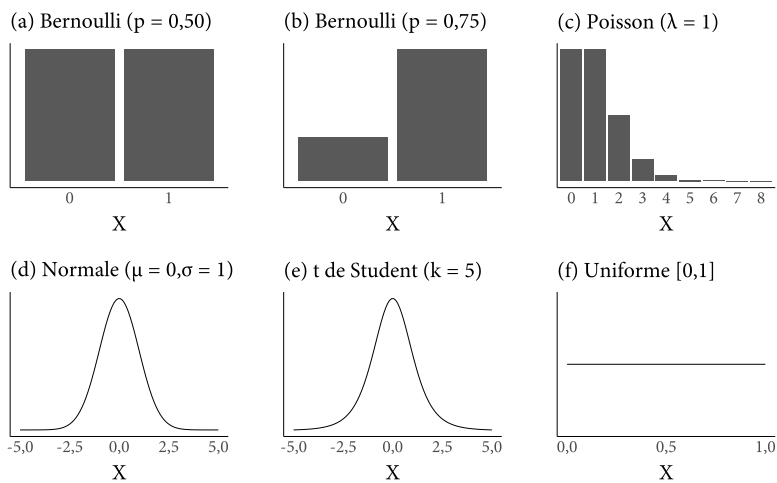 (a) Bernoulli (p = 0,50)
0 1
X
(b) Bernoulli (p = 0,75)
0 1
X
(c) Poisson (λ = 1)
0 1 2 3 4 5 6 7 8
X
(d) Normale (μ = 0,σ = 1)
-5,0 -2,5 0,0 2,5 5,0
X
(e) t de Student (k = 5)
-5,0 -2,5 0,0 2,5 5,0
X
(f) Uniforme [0,1]
0,0 0,5 1,0
X